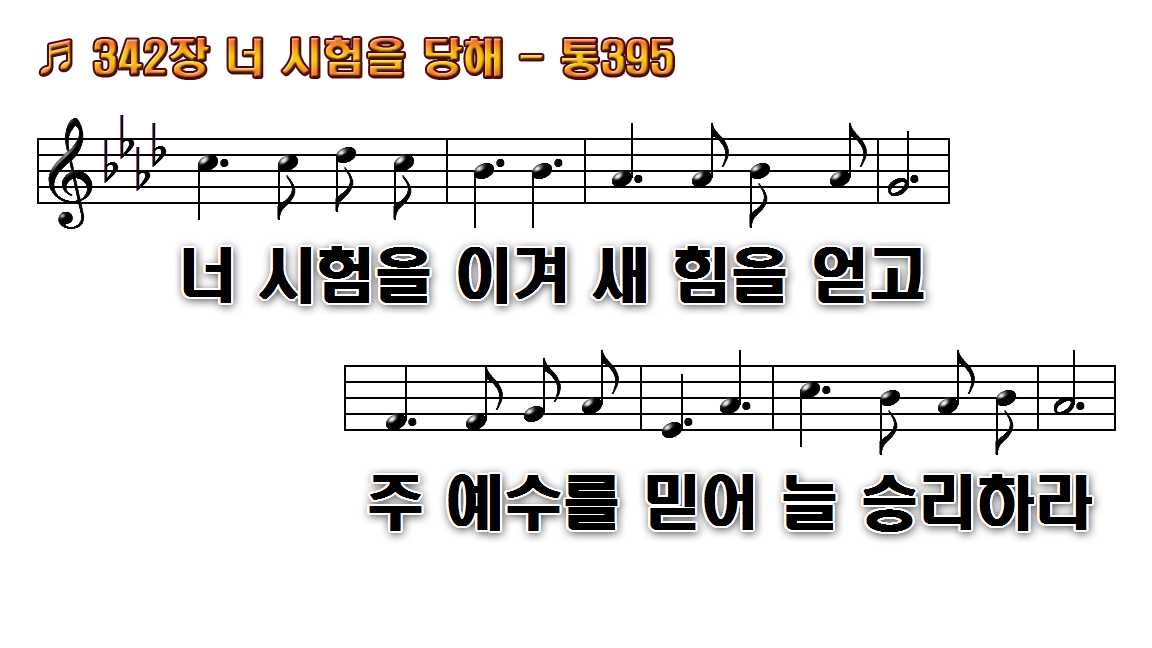 ♬ 342장 너 시험을 당해 - 통395
너 시험을 이겨 새 힘을 얻고
주 예수를 믿어 늘 승리하라